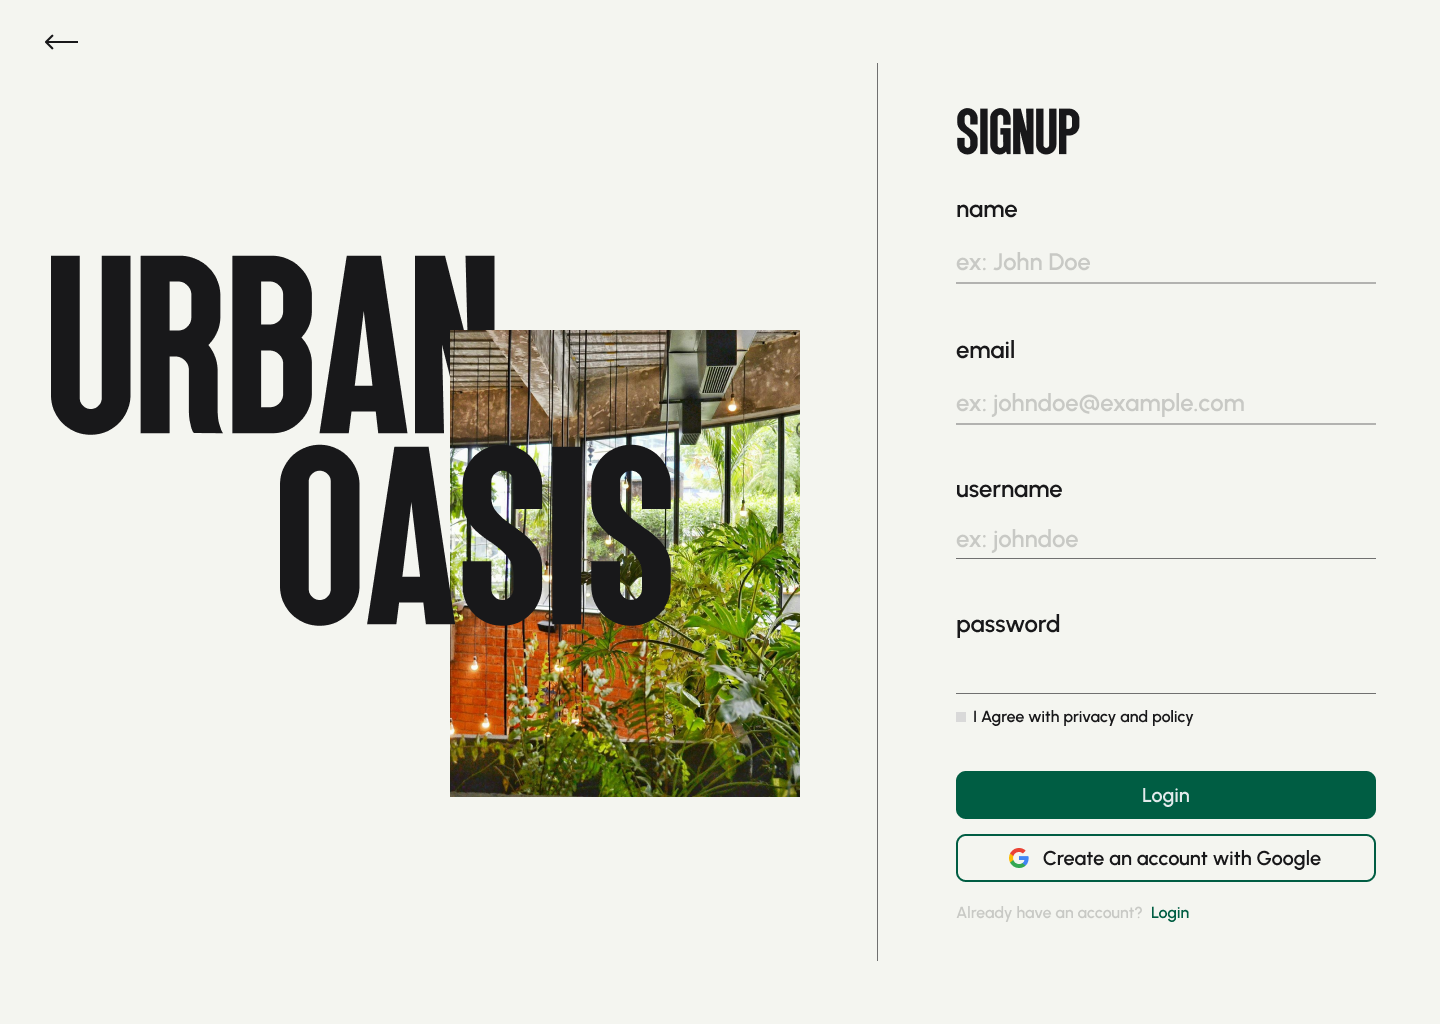 URBAN
OASIS
SIGNUP
name
ex: John Doe
email
ex: johndoe@example.com
username
ex: johndoe
password
I Agree with privacy and policy
Login
Create an account with Google
Already have an account? Login